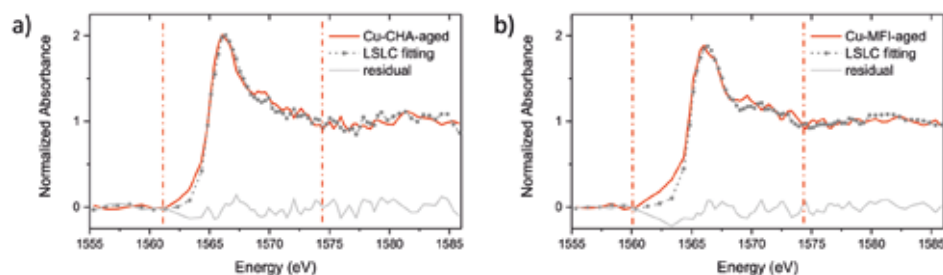 a)
Normalized Absorbance
2
1
0
Cu-CHA-aged
LSLC fitting
residual
1555 1560 1565 1570 1575 1580 1585
Energy (eV)
b)
Normalized Absorbance
2
1
0
Cu-MFI-aged
LSLC fitting
residual
1555 1560 1565 1570 1575 1580 1585
Energy (eV)